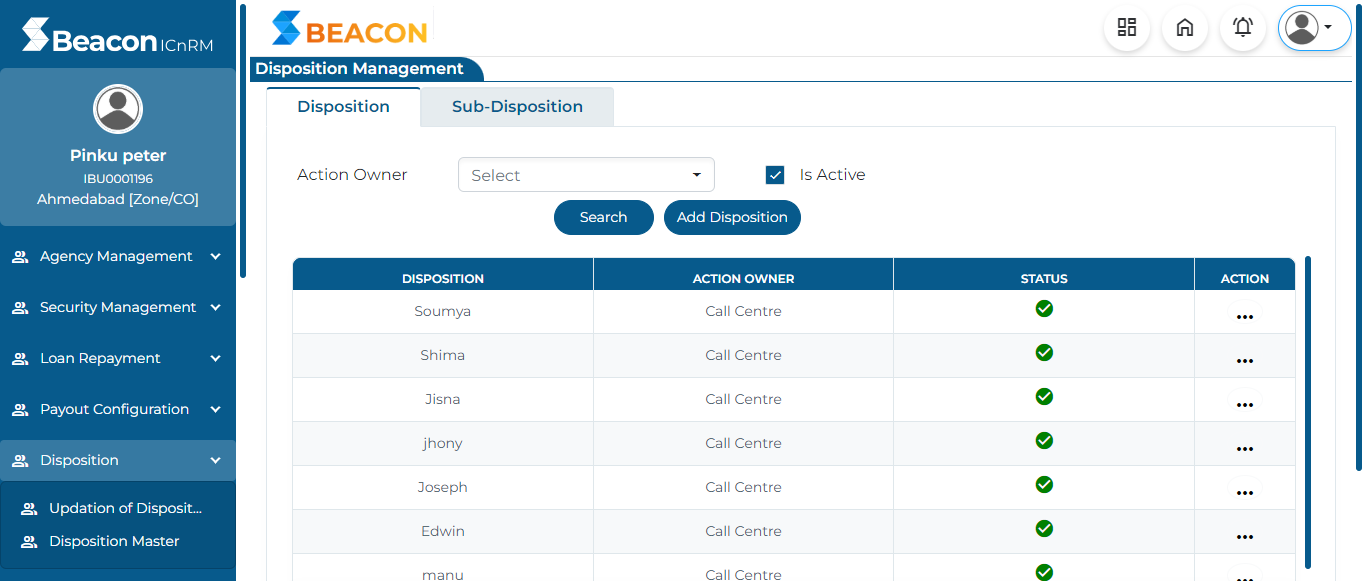 Beacon ICnRM
Pinku peter
IBU0001196
Ahmedabad [Zone/CO]
Agency Management
Security Management
Loan Repayment
Payout Configuration
Disposition
Updation of Disposit...
Disposition Master
BEACON
Disposition Management
Disposition Sub-Disposition
Action Owner Select Is Active
Search Add Disposition
DISPOSITION ACTION OWNER STATUS ACTION
Soumya Call Centre
Shima Call Centre
Jisna Call Centre
jhony Call Centre
Joseph Call Centre
Edwin Call Centre
manu Call Centre